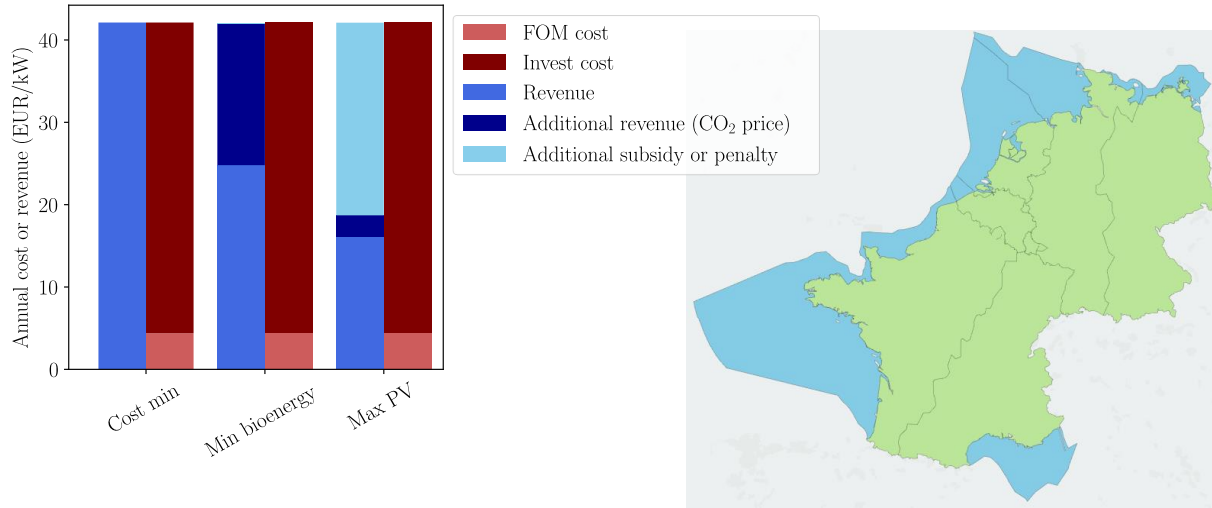 Annual cost or revenue (EUR/kW)
40
30
20
10
0
Cost min
Min bioenergy
Max PV
FOM cost
Invest cost
Revenue
Additional revenue (CO₂ price)
Additional subsidy or penalty